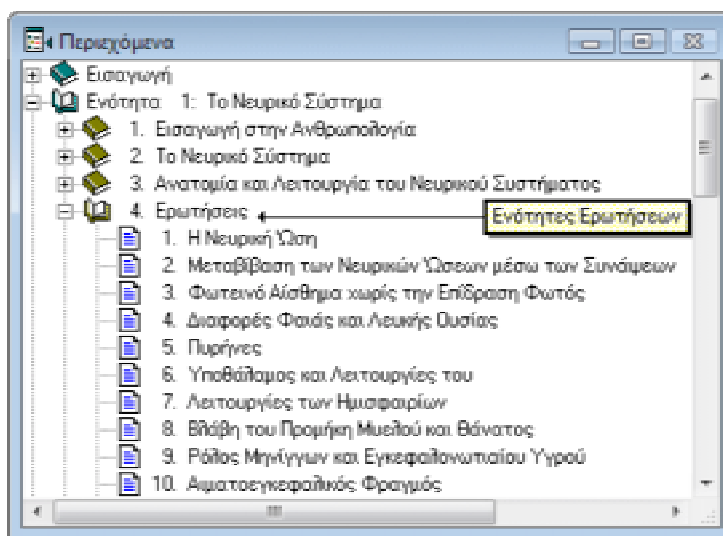 Περιεχόμενα
Εισαγωγή
Ενότητα 1: Το Νευρικό Σύστημα
1. Εισαγωγή στην Ανθρωπολογία
2. Το Νευρικό Σύστημα
3. Ανατομία και Λειτουργία του Νευρικού Συστήματος
4. Ερωτήσεις
Ενότητες Ερωτήσεων
1. Η Νευρική Ώση
2. Μεταβίβαση των Νευρικών Ώσεων μέσω των Συνάψεων
3. Φωτεινό Αίσθημα χωρίς την Επίδραση Φωτός
4. Διαφορές Φαιάς και Λευκής Ουσίας
5. Πυρήνες
6. Υποθάλαμος και Λειτουργίες του
7. Λειτουργίες των Ημισφαιρίων
8. Βλάβη του Προμήκη Μυελού και Θάνατος
9. Ρόλος Μηνίγγων και Εγκεφαλονωτιαίου Υγρού
10. Αιματοεγκεφαλικός Φραγμός